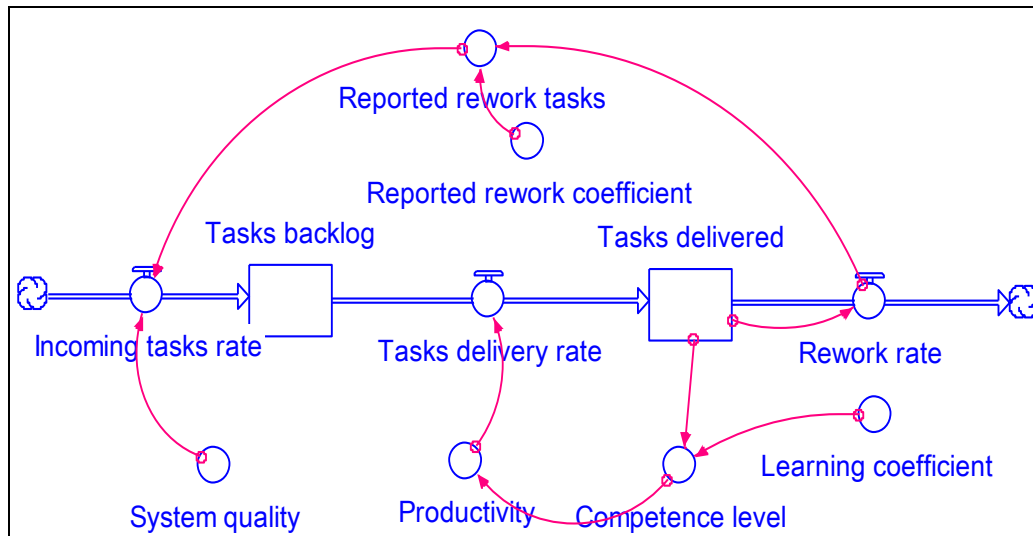 Reported rework tasks
Reported rework coefficient
Tasks backlog
Tasks delivered
Incoming tasks rate
Tasks delivery rate
Rework rate
Learning coefficient
System quality
Productivity
Competence level